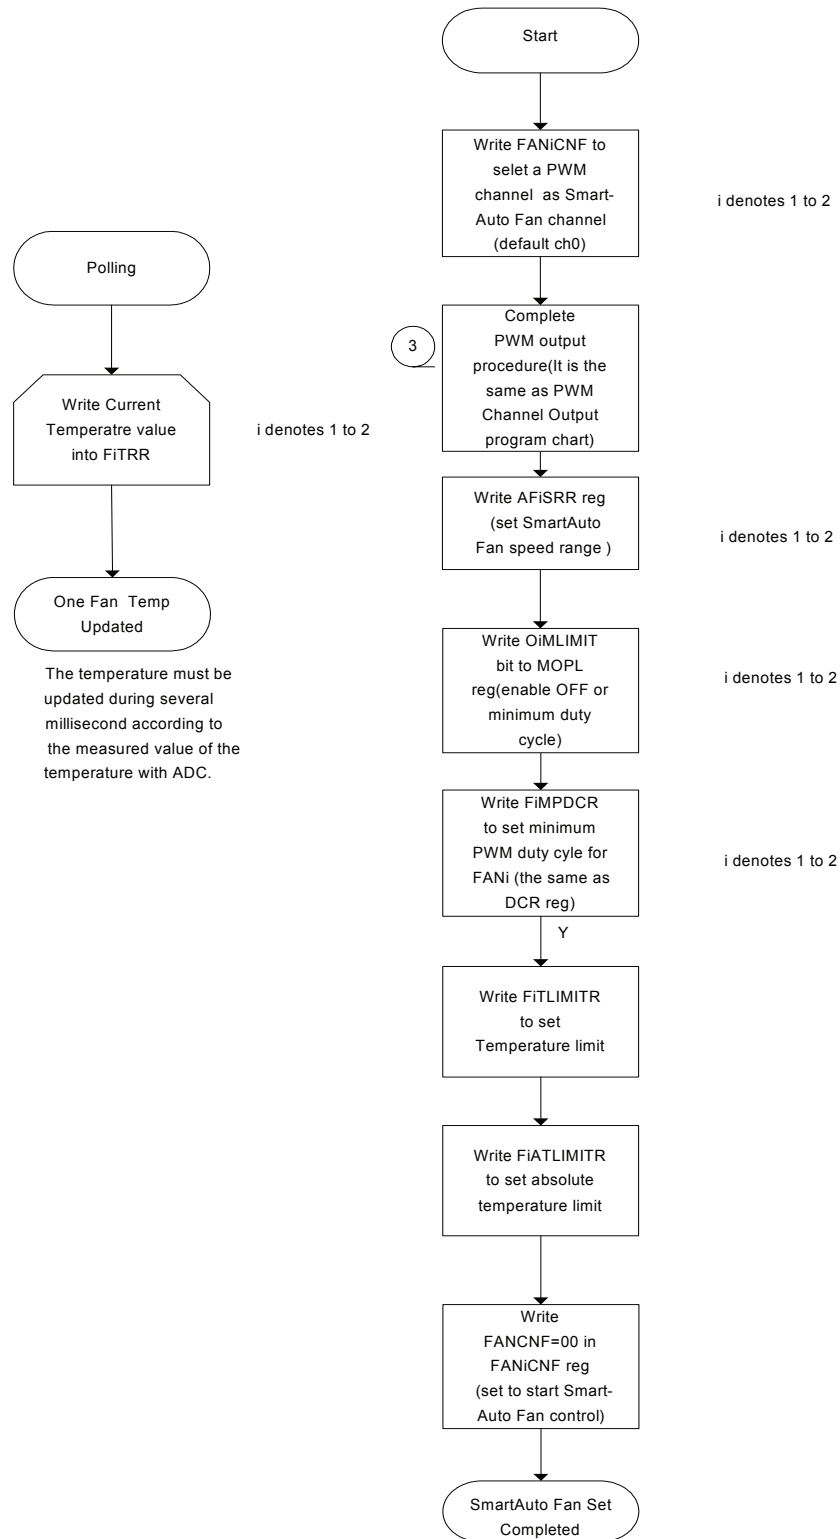 Start
Write FANiCNF to
selet a PWM
channel as Smart-
Auto Fan channel
(default ch0)
i denotes 1 to 2
Polling
Complete
PWM output
procedure(It is the
same as PWM
Channel Output
program chart)
3
Write Current
Temperatre value
into FiTRR
i denotes 1 to 2
Write AFiSRR reg
(set SmartAuto
Fan speed range )
i denotes 1 to 2
One Fan Temp
Updated
The temperature must be
updated during several
millisecond according to
the measured value of the
temperature with ADC.
Write OiMLIMIT
bit to MOPL
reg(enable OFF or
minimum duty
cycle)
i denotes 1 to 2
Write FiMPDCR
to set minimum
PWM duty cyle for
FANi (the same as
DCR reg)
i denotes 1 to 2
Y
Write FiTLIMITR
to set
Temperature limit
Write FiATLIMITR
to set absolute
temperature limit
Write
FANCNF=00 in
FANiCNF reg
(set to start Smart-
Auto Fan control)
SmartAuto Fan Set
Completed